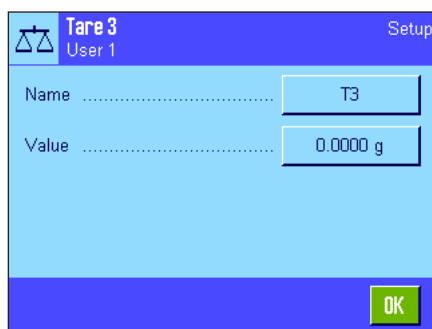 Tare 3
Setup
User 1
Name .................................... T3
Value .................................... 0.0000 g
OK